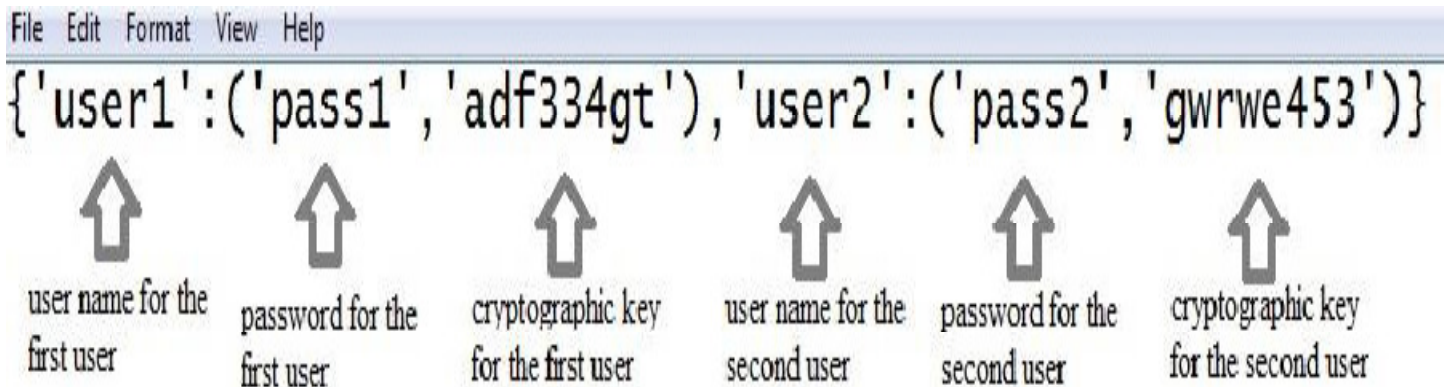 File Edit Format View Help
{'user1':('pass1','adf334gt'),'user2':('pass2','gwrwe453')}
user name for the
first user
password for the
first user
cryptographic key
for the first user
user name for the
second user
password for the
second user
cryptographic key
for the second user